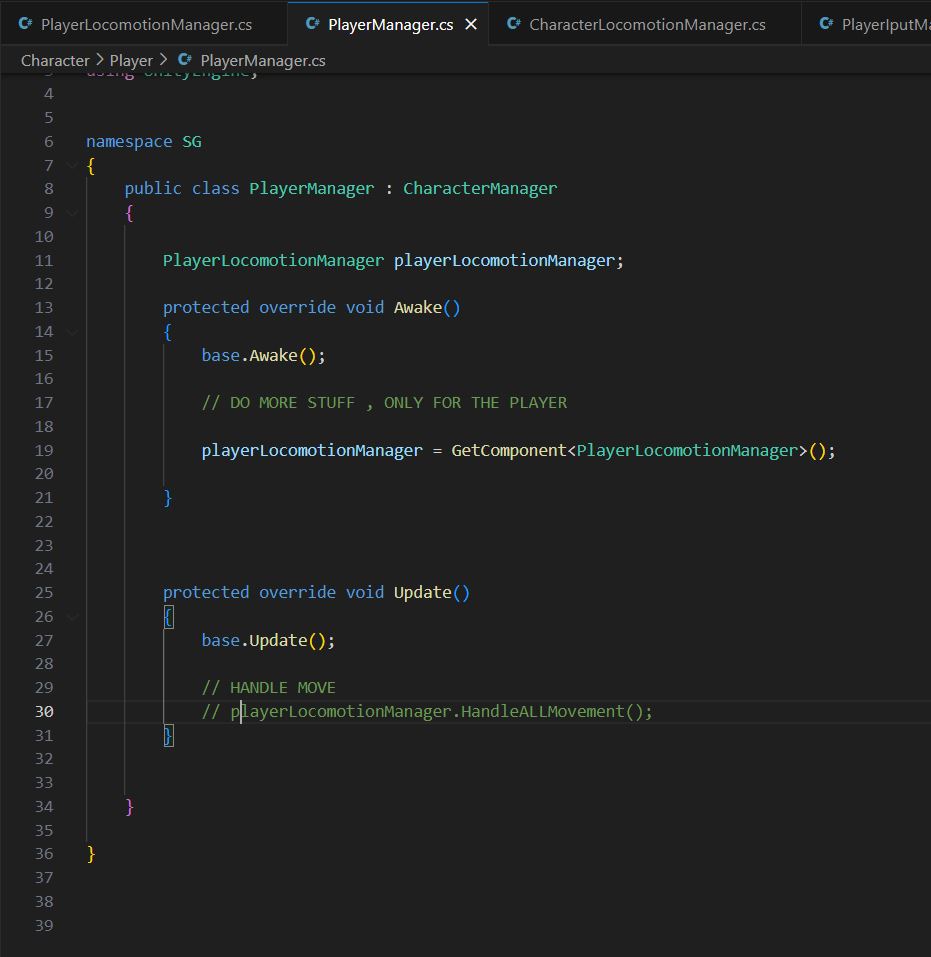 C# PlayerLocomotionManager.cs
C# PlayerManager.cs ×
C# CharacterLocomotionManager.cs
C# PlayerIputMa
Character > Player > C# PlayerManager.cs
3 using UnityEngine;
4
5
6 namespace SG
7 {
8 public class PlayerManager : CharacterManager
9 {
10
11 PlayerLocomotionManager playerLocomotionManager;
12
13 protected override void Awake()
14 {
15 base.Awake();
16
17 // DO MORE STUFF , ONLY FOR THE PLAYER
18
19 playerLocomotionManager = GetComponent<PlayerLocomotionManager>();
20
21 }
22
23
24
25 protected override void Update()
26 {
27 base.Update();
28
29 // HANDLE MOVE
30 // playerLocomotionManager.HandleALLMovement();
31 }
32
33
34 }
35
36 }
37
38
39